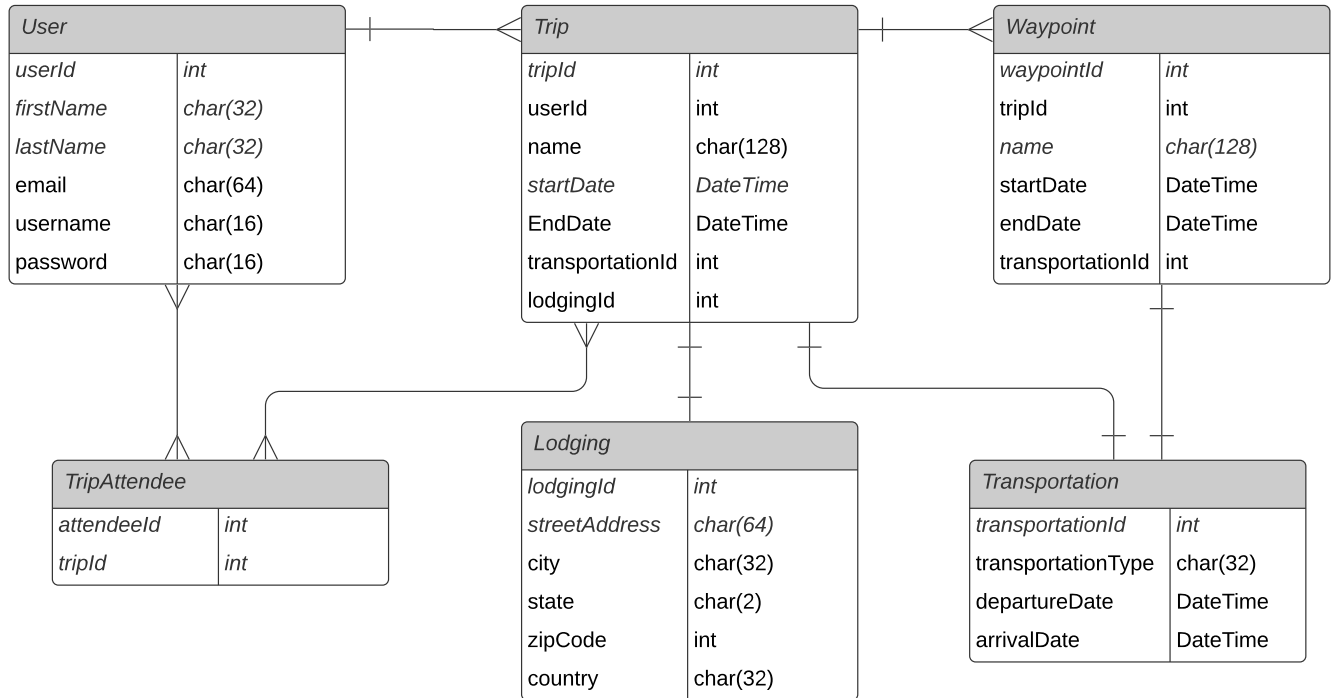 User
userId int
firstName char(32)
lastName char(32)
email char(64)
username char(16)
password char(16)
Trip
tripId int
userId int
name char(128)
startDate DateTime
EndDate DateTime
transportationId int
lodgingId int
Waypoint
waypointId int
tripId int
name char(128)
startDate DateTime
endDate DateTime
transportationId int
TripAttendee
attendeeId int
tripId int
Lodging
lodgingId int
streetAddress char(64)
city char(32)
state char(2)
zipCode int
country char(32)
Transportation
transportationId int
transportationType char(32)
departureDate DateTime
arrivalDate DateTime